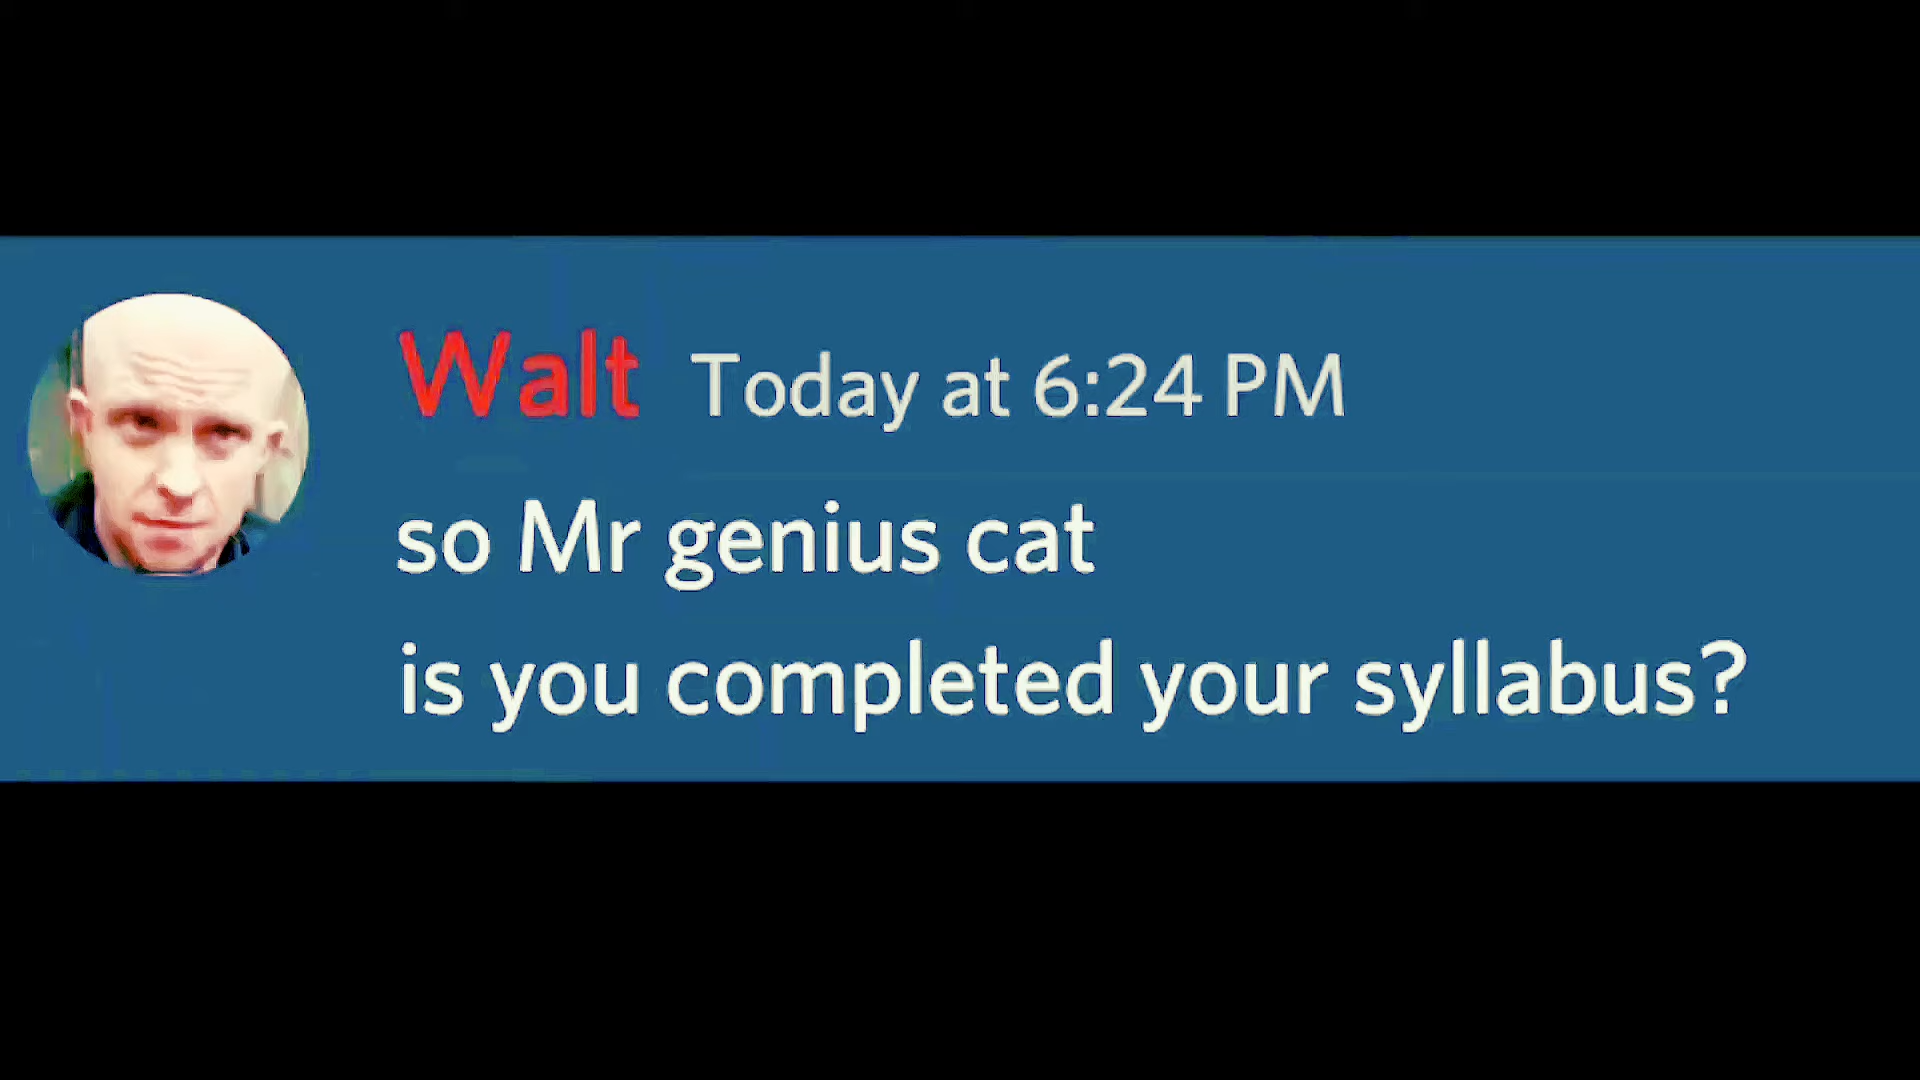 Walt Today at 6:24 PM
so Mr genius cat
is you completed your syllabus?